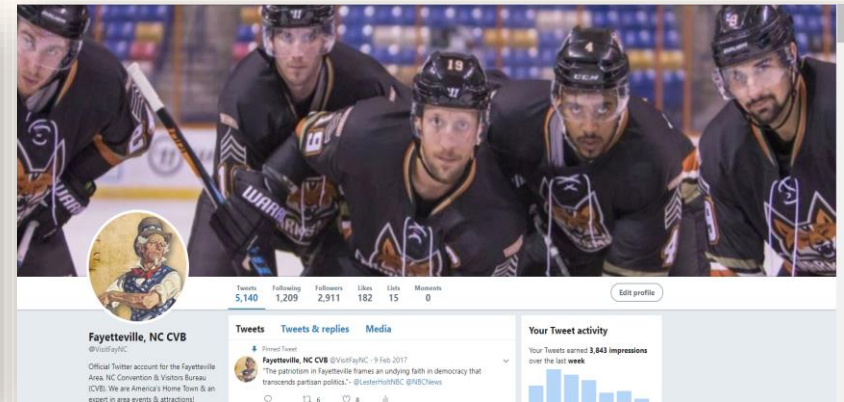 19
4
CCM
WARR
Tweets Following Followers Likes Lists Moments
5,140 1,209 2,911 182 15 0
Edit profile
Fayetteville, NC CVB
@VisitFayNC
Official Twitter account for the Fayetteville
Area, NC Convention & Visitors Bureau
(CVB). We are America's Home Town & an
expert in area events & attractions!
Tweets Tweets & replies Media
Pinned Tweet
Fayetteville, NC CVB @VisitFayNC · 9 Feb 2017
"The patriotism in Fayetteville frames an undying faith in democracy that
transcends partisan politics."- @LesterHoltNBC @NBCNews
6 8
Your Tweet activity
Your Tweets earned 3,843 impressions
over the last week